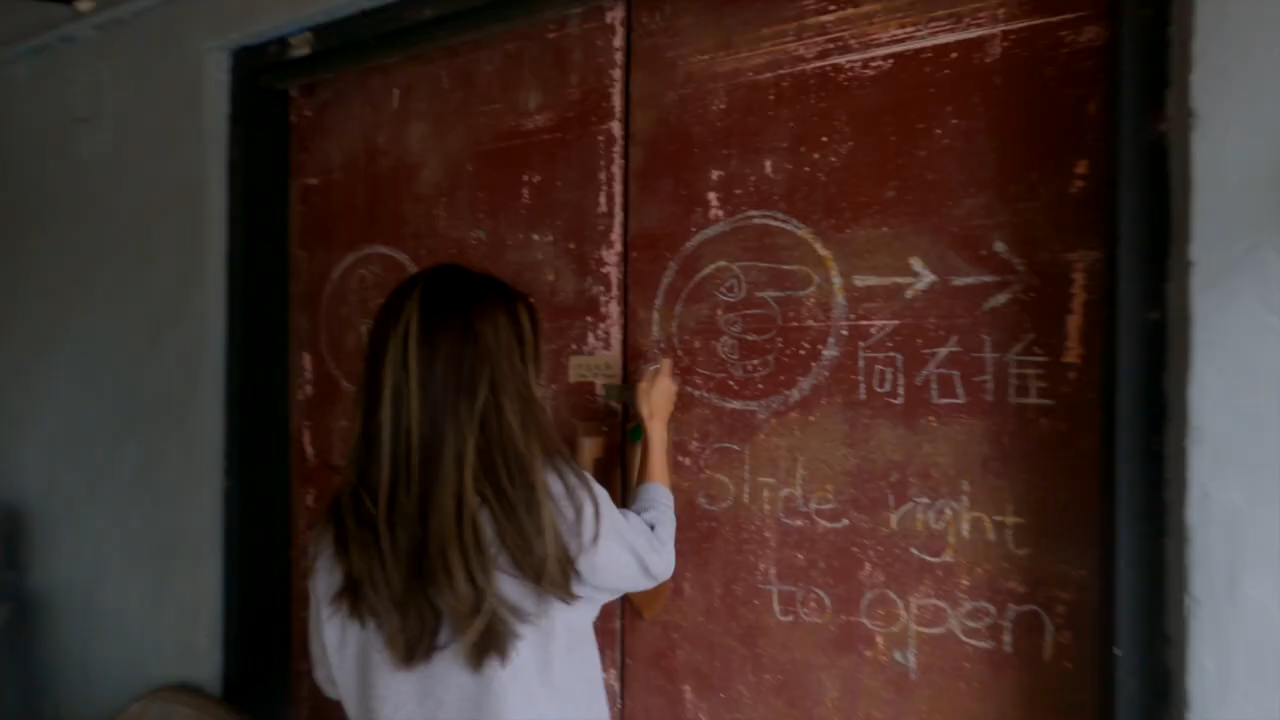 向右推
Slide right
to open